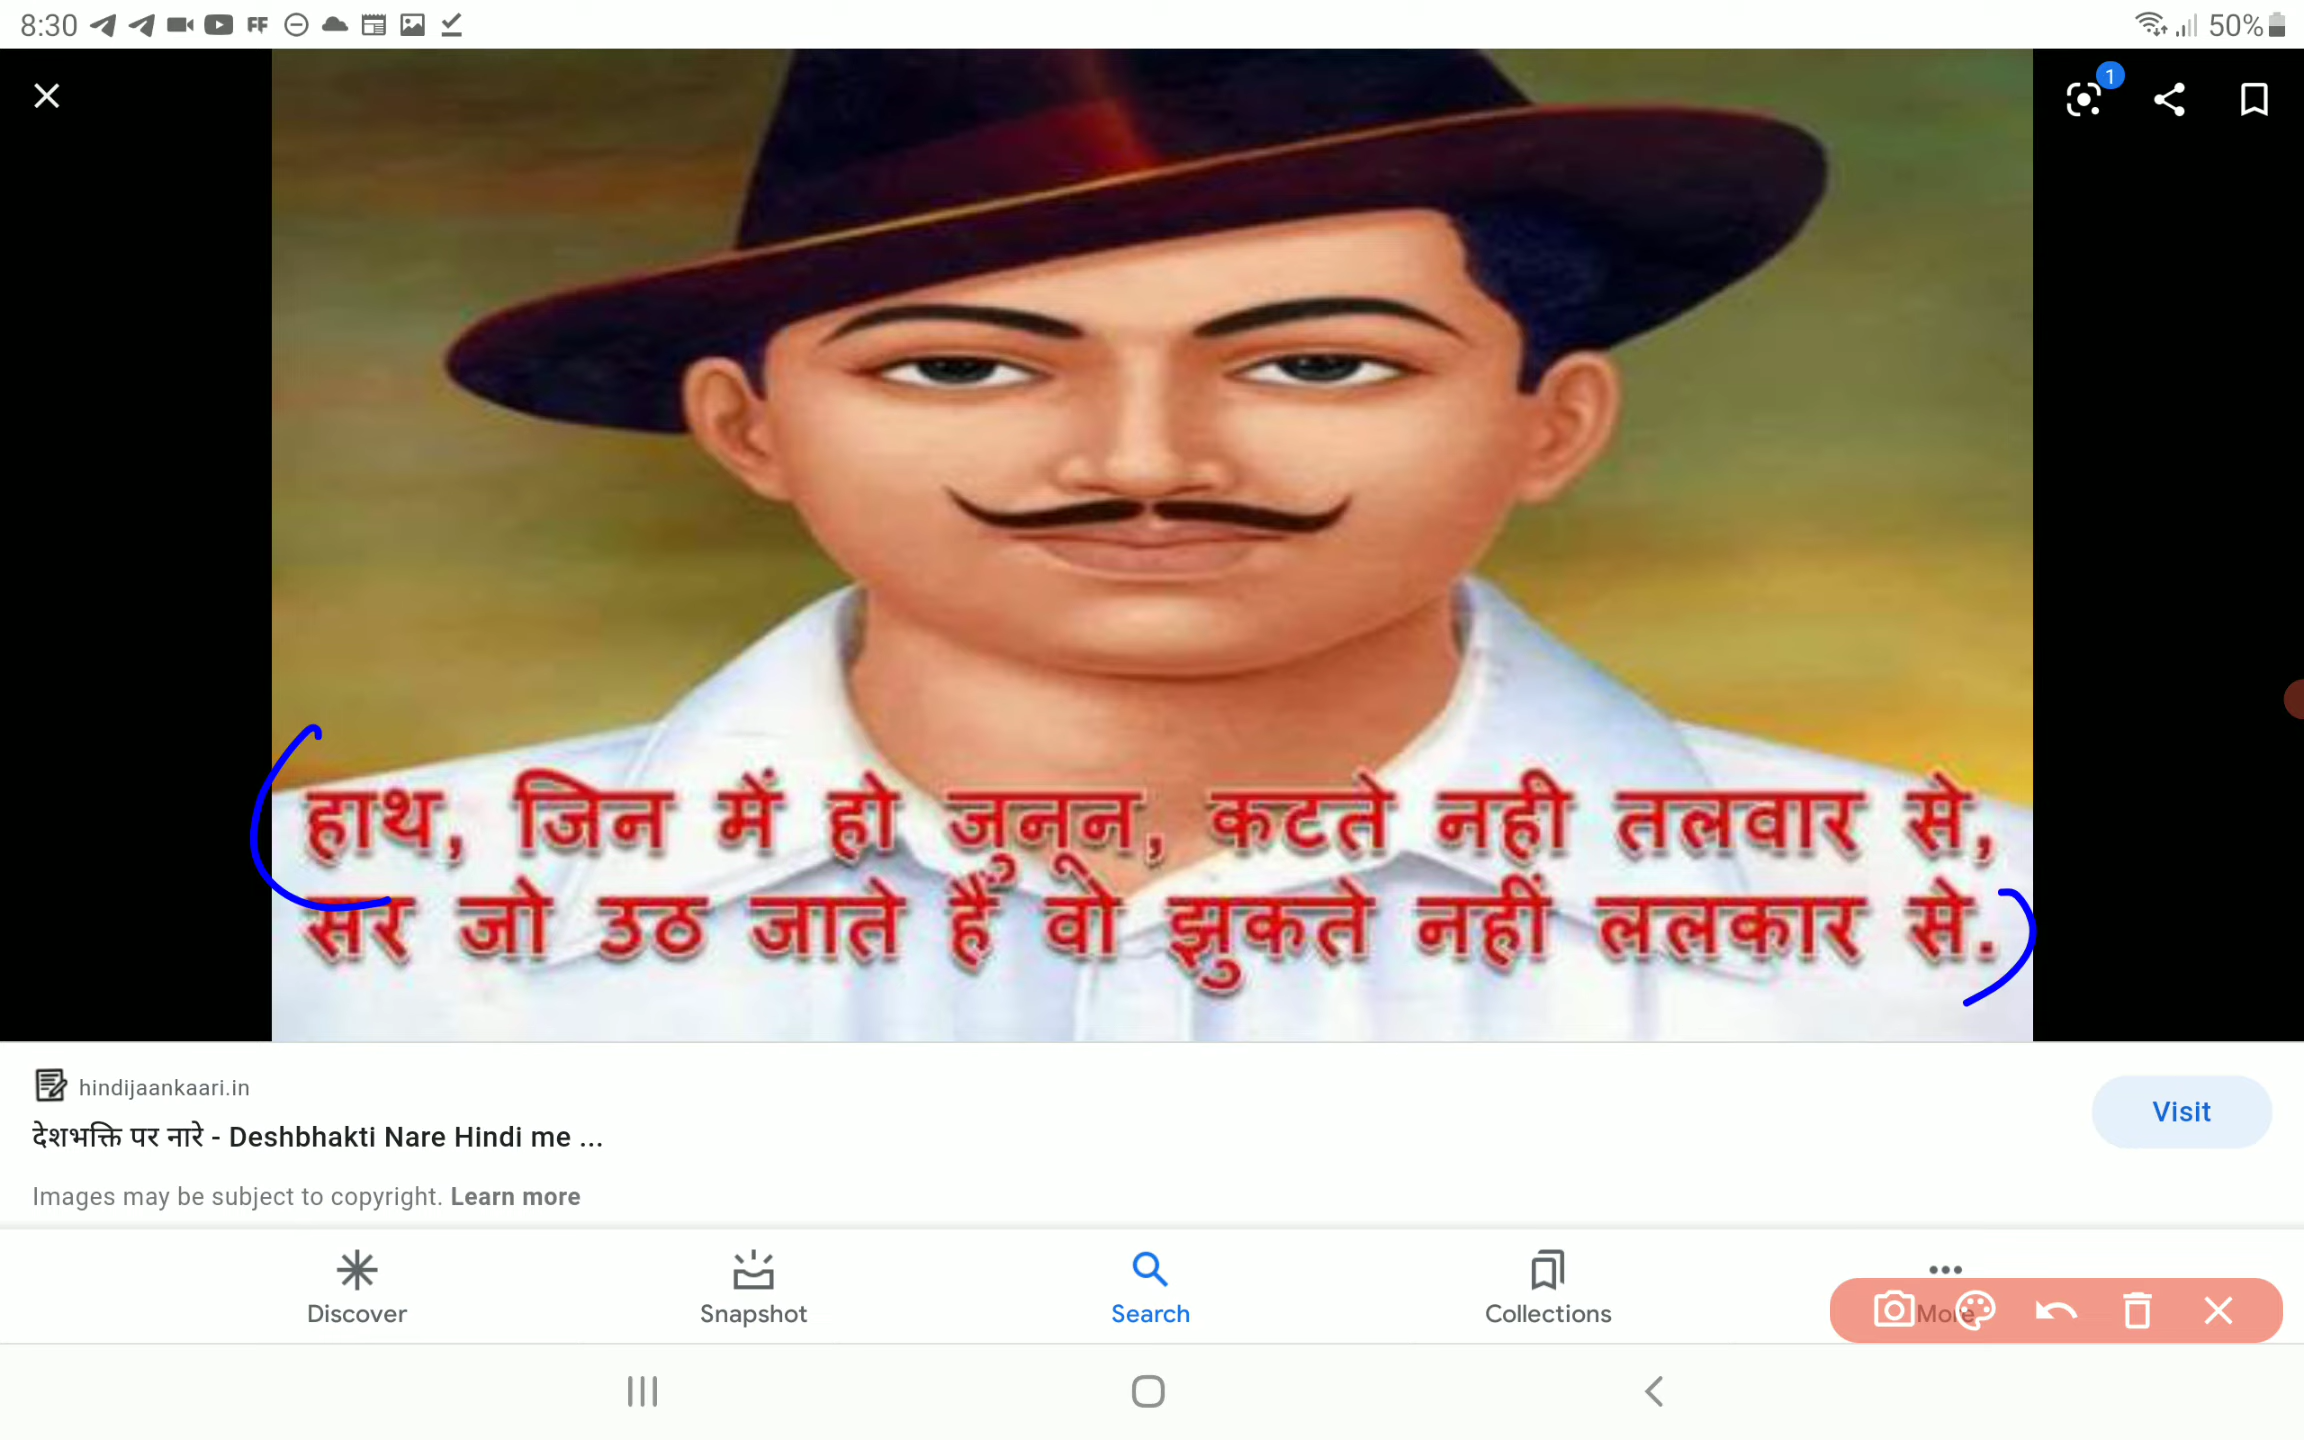 8:30
50%
1
हाथ, जिन में हो जुनून, कटते नही तलवार से,
सर जो उठ जाते हैं वो झुकते नहीं ललकार से.
hindijaankaari.in
देशभक्ति पर नारे - Deshbhakti Nare Hindi me ...
Visit
Images may be subject to copyright. Learn more
Discover
Snapshot
Search
Collections
More